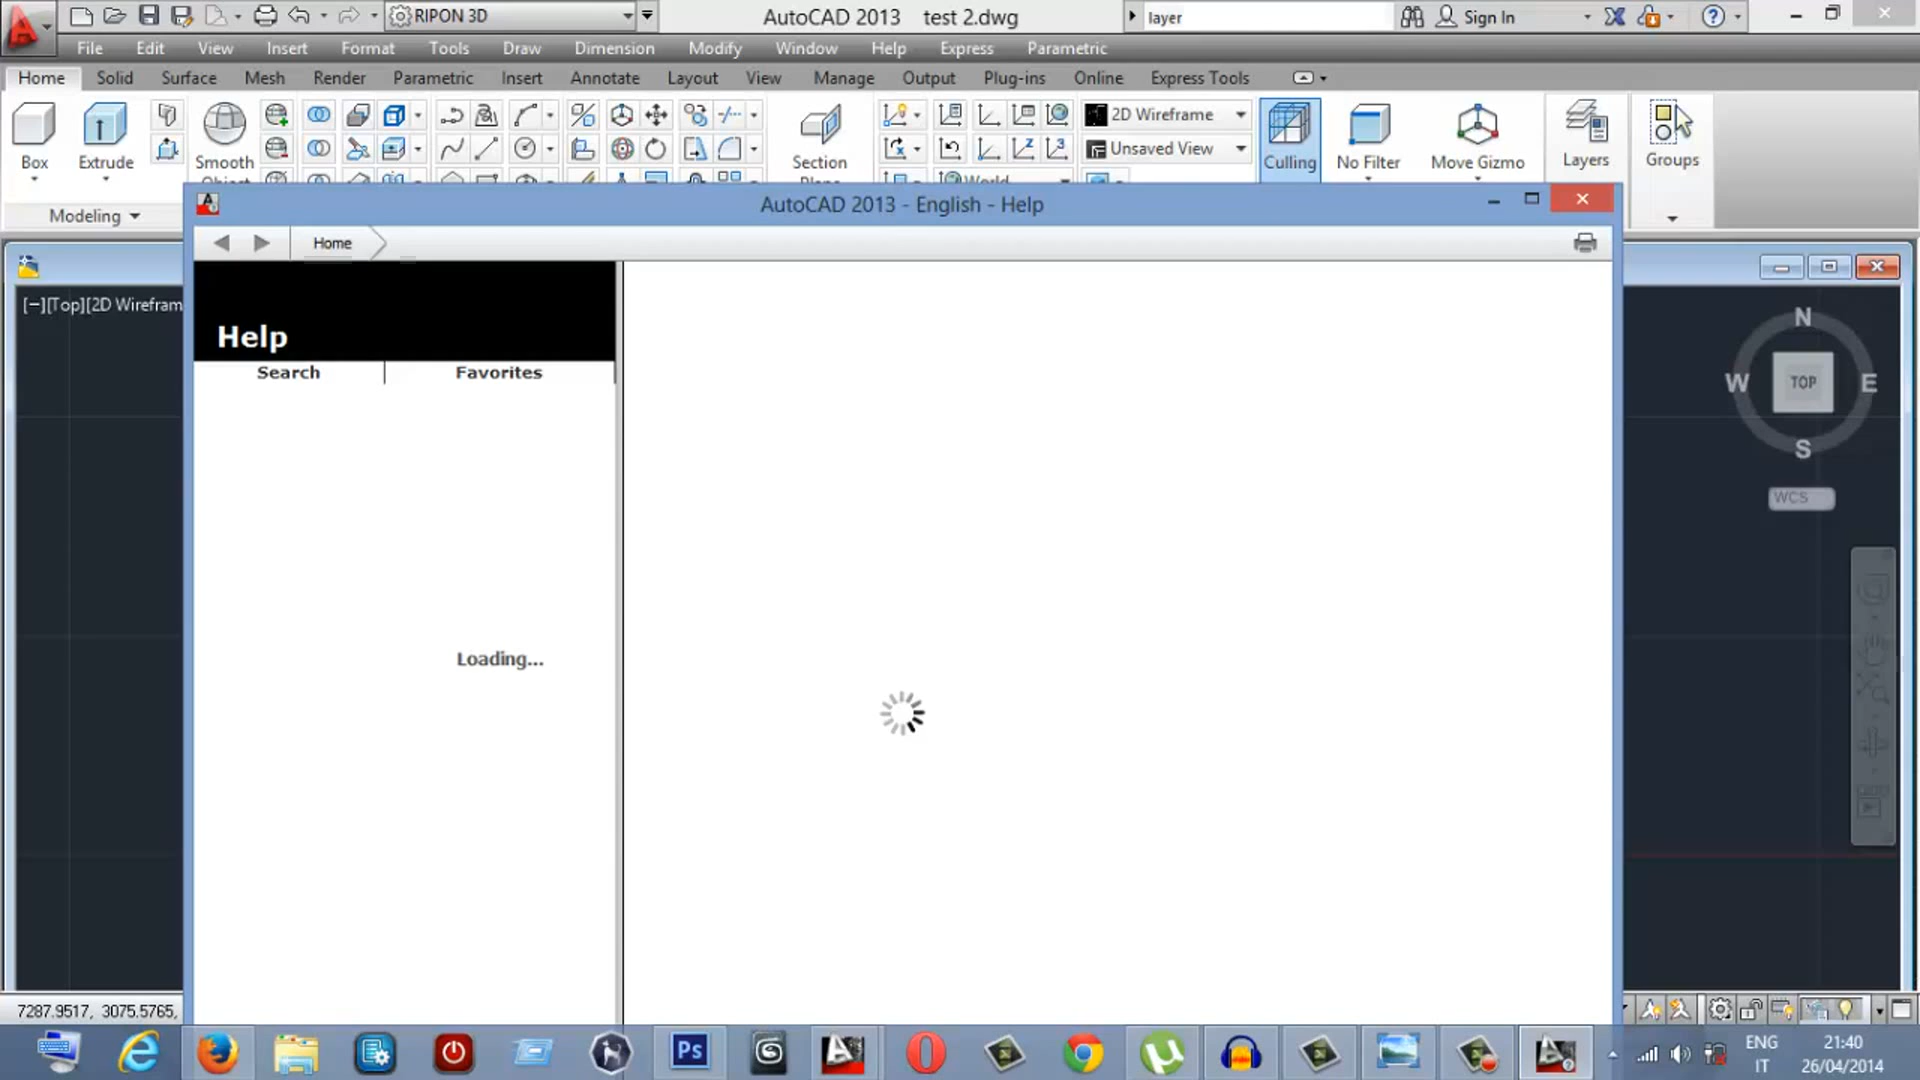 RIPON 3D
AutoCAD 2013 test 2.dwg
layer
Sign In
File Edit View Insert Format Tools Draw Dimension Modify Window Help Express Parametric
Home Solid Surface Mesh Render Parametric Insert Annotate Layout View Manage Output Plug-ins Online Express Tools
2D Wireframe
Unsaved View
World
Box
Extrude
Smooth
Object
Section
Plane
Culling
No Filter
Move Gizmo
Layers
Groups
Modeling
AutoCAD 2013 - English - Help
Home
Help
Search
Favorites
Loading...
[−][Top][2D Wirefram
N
W
TOP
E
S
WCS
7287.9517, 3075.5765,
Ps
ENG
IT
21:40
26/04/2014